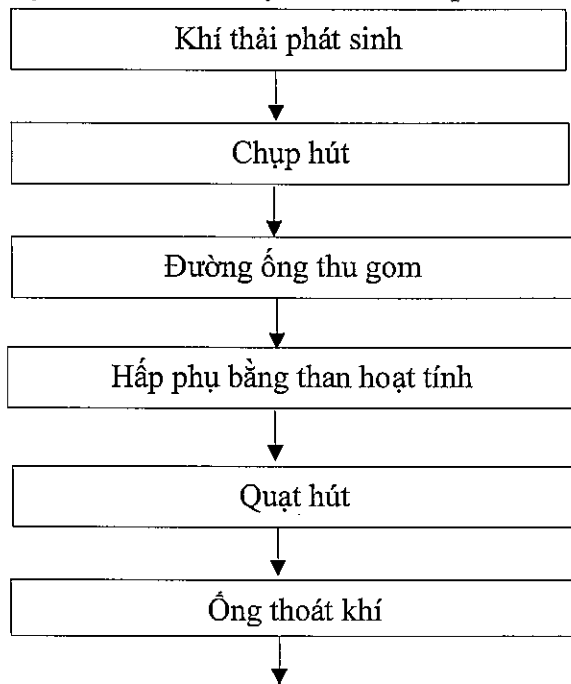 Khí thải phát sinh
Chụp hút
Đường ống thu gom
Hấp phụ bằng than hoạt tính
Quạt hút
Ống thoát khí